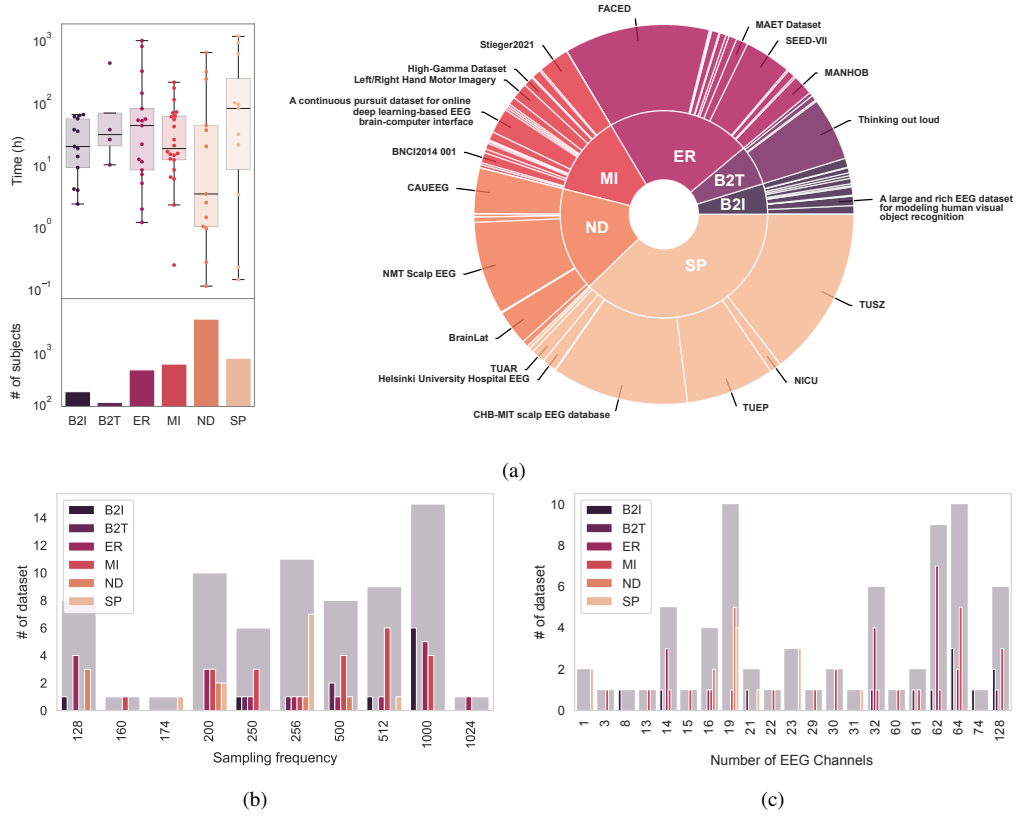 10³
10²
10¹
10⁰
10⁻¹
Time (h)
10³
10²
# of subjects
B2I B2T ER MI ND SP
FACED
MAET Dataset
SEED-VII
MANHOB
Thinking out loud
A large and rich EEG dataset
for modeling human visual
object recognition
TUSZ
NICU
TUEP
CHB-MIT scalp EEG database
Helsinki University Hospital EEG
TUAR
BrainLat
NMT Scalp EEG
CAUEEG
BNCI2014 001
A continuous pursuit dataset for online
deep learning-based EEG
brain-computer interface
Left/Right Hand Motor Imagery
High-Gamma Dataset
Stieger2021
ER
B2T
B2I
MI
ND
SP
(a)
14
12
10
8
6
4
2
0
# of dataset
B2I
B2T
ER
MI
ND
SP
128 160 174 200 250 256 500 512 1000 1024
Sampling frequency
(b)
10
8
6
4
2
0
# of dataset
B2I
B2T
ER
MI
ND
SP
1 3 8 13 14 15 16 19 21 22 23 29 30 31 32 60 61 62 64 74 128
Number of EEG Channels
(c)